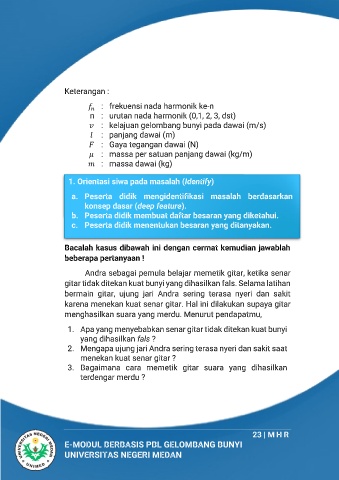 Keterangan :
fₙ : frekuensi nada harmonik ke-n
n : urutan nada harmonik (0,1, 2, 3, dst)
v : kelajuan gelombang bunyi pada dawai (m/s)
l : panjang dawai (m)
F : Gaya tegangan dawai (N)
μ : massa per satuan panjang dawai (kg/m)
m : massa dawai (kg)
1. Orientasi siwa pada masalah (Identify)
a. Peserta didik mengidentifikasi masalah berdasarkan
konsep dasar (deep feature).
b. Peserta didik membuat daftar besaran yang diketahui.
c. Peserta didik menentukan besaran yang ditanyakan.
Bacalah kasus dibawah ini dengan cermat kemudian jawablah
beberapa pertanyaan !
Andra sebagai pemula belajar memetik gitar, ketika senar
gitar tidak ditekan kuat bunyi yang dihasilkan fals. Selama latihan
bermain gitar, ujung jari Andra sering terasa nyeri dan sakit
karena menekan kuat senar gitar. Hal ini dilakukan supaya gitar
menghasilkan suara yang merdu. Menurut pendapatmu,
1. Apa yang menyebabkan senar gitar tidak ditekan kuat bunyi
yang dihasilkan fals ?
2. Mengapa ujung jari Andra sering terasa nyeri dan sakit saat
menekan kuat senar gitar ?
3. Bagaimana cara memetik gitar suara yang dihasilkan
terdengar merdu ?
23 | M H R
E-MODUL BERBASIS PBL GELOMBANG BUNYI
UNIVERSITAS NEGERI MEDAN
UNIVERSITAS NEGERI MEDAN
UNIMED